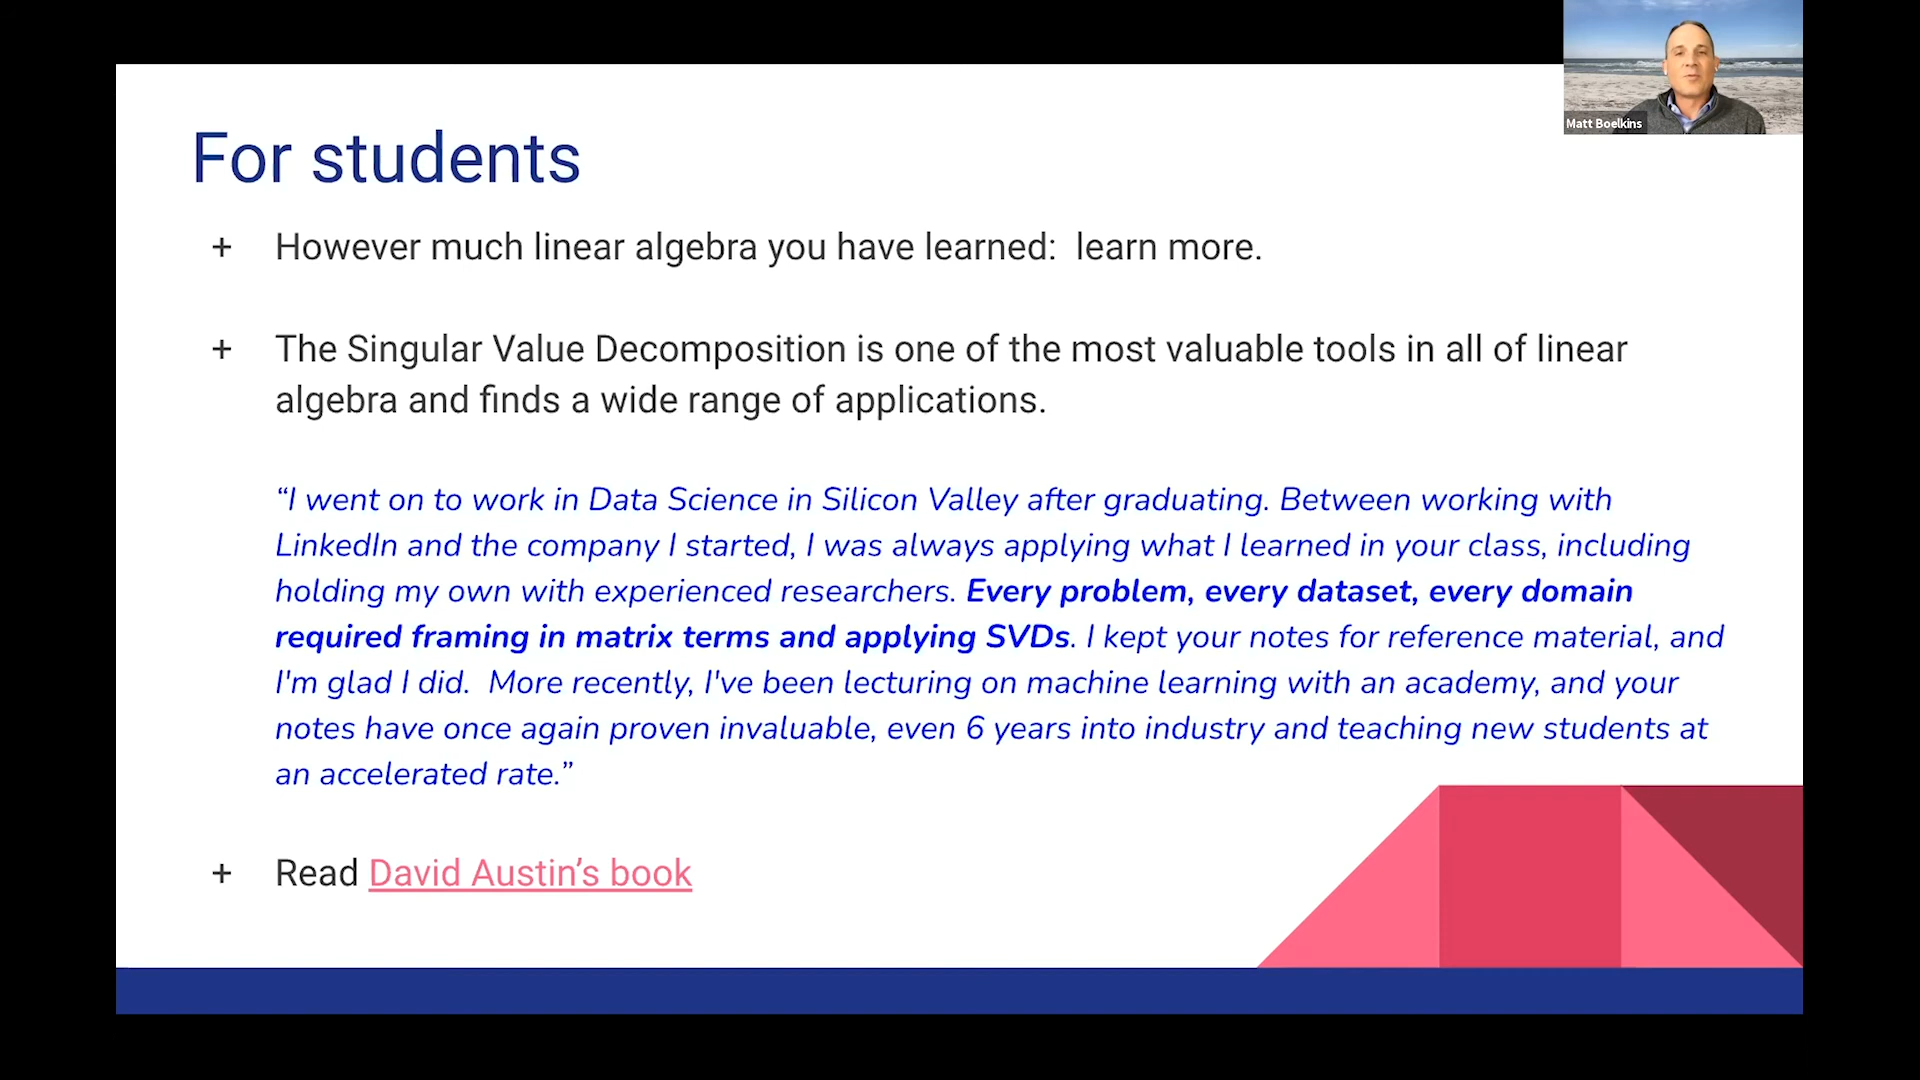 Matt Boelkins
For students
+ However much linear algebra you have learned:  learn more.
+ The Singular Value Decomposition is one of the most valuable tools in all of linear
algebra and finds a wide range of applications.
“I went on to work in Data Science in Silicon Valley after graduating. Between working with
LinkedIn and the company I started, I was always applying what I learned in your class, including
holding my own with experienced researchers. Every problem, every dataset, every domain
required framing in matrix terms and applying SVDs. I kept your notes for reference material, and
I'm glad I did.  More recently, I've been lecturing on machine learning with an academy, and your
notes have once again proven invaluable, even 6 years into industry and teaching new students at
an accelerated rate.”
+ Read David Austin’s book